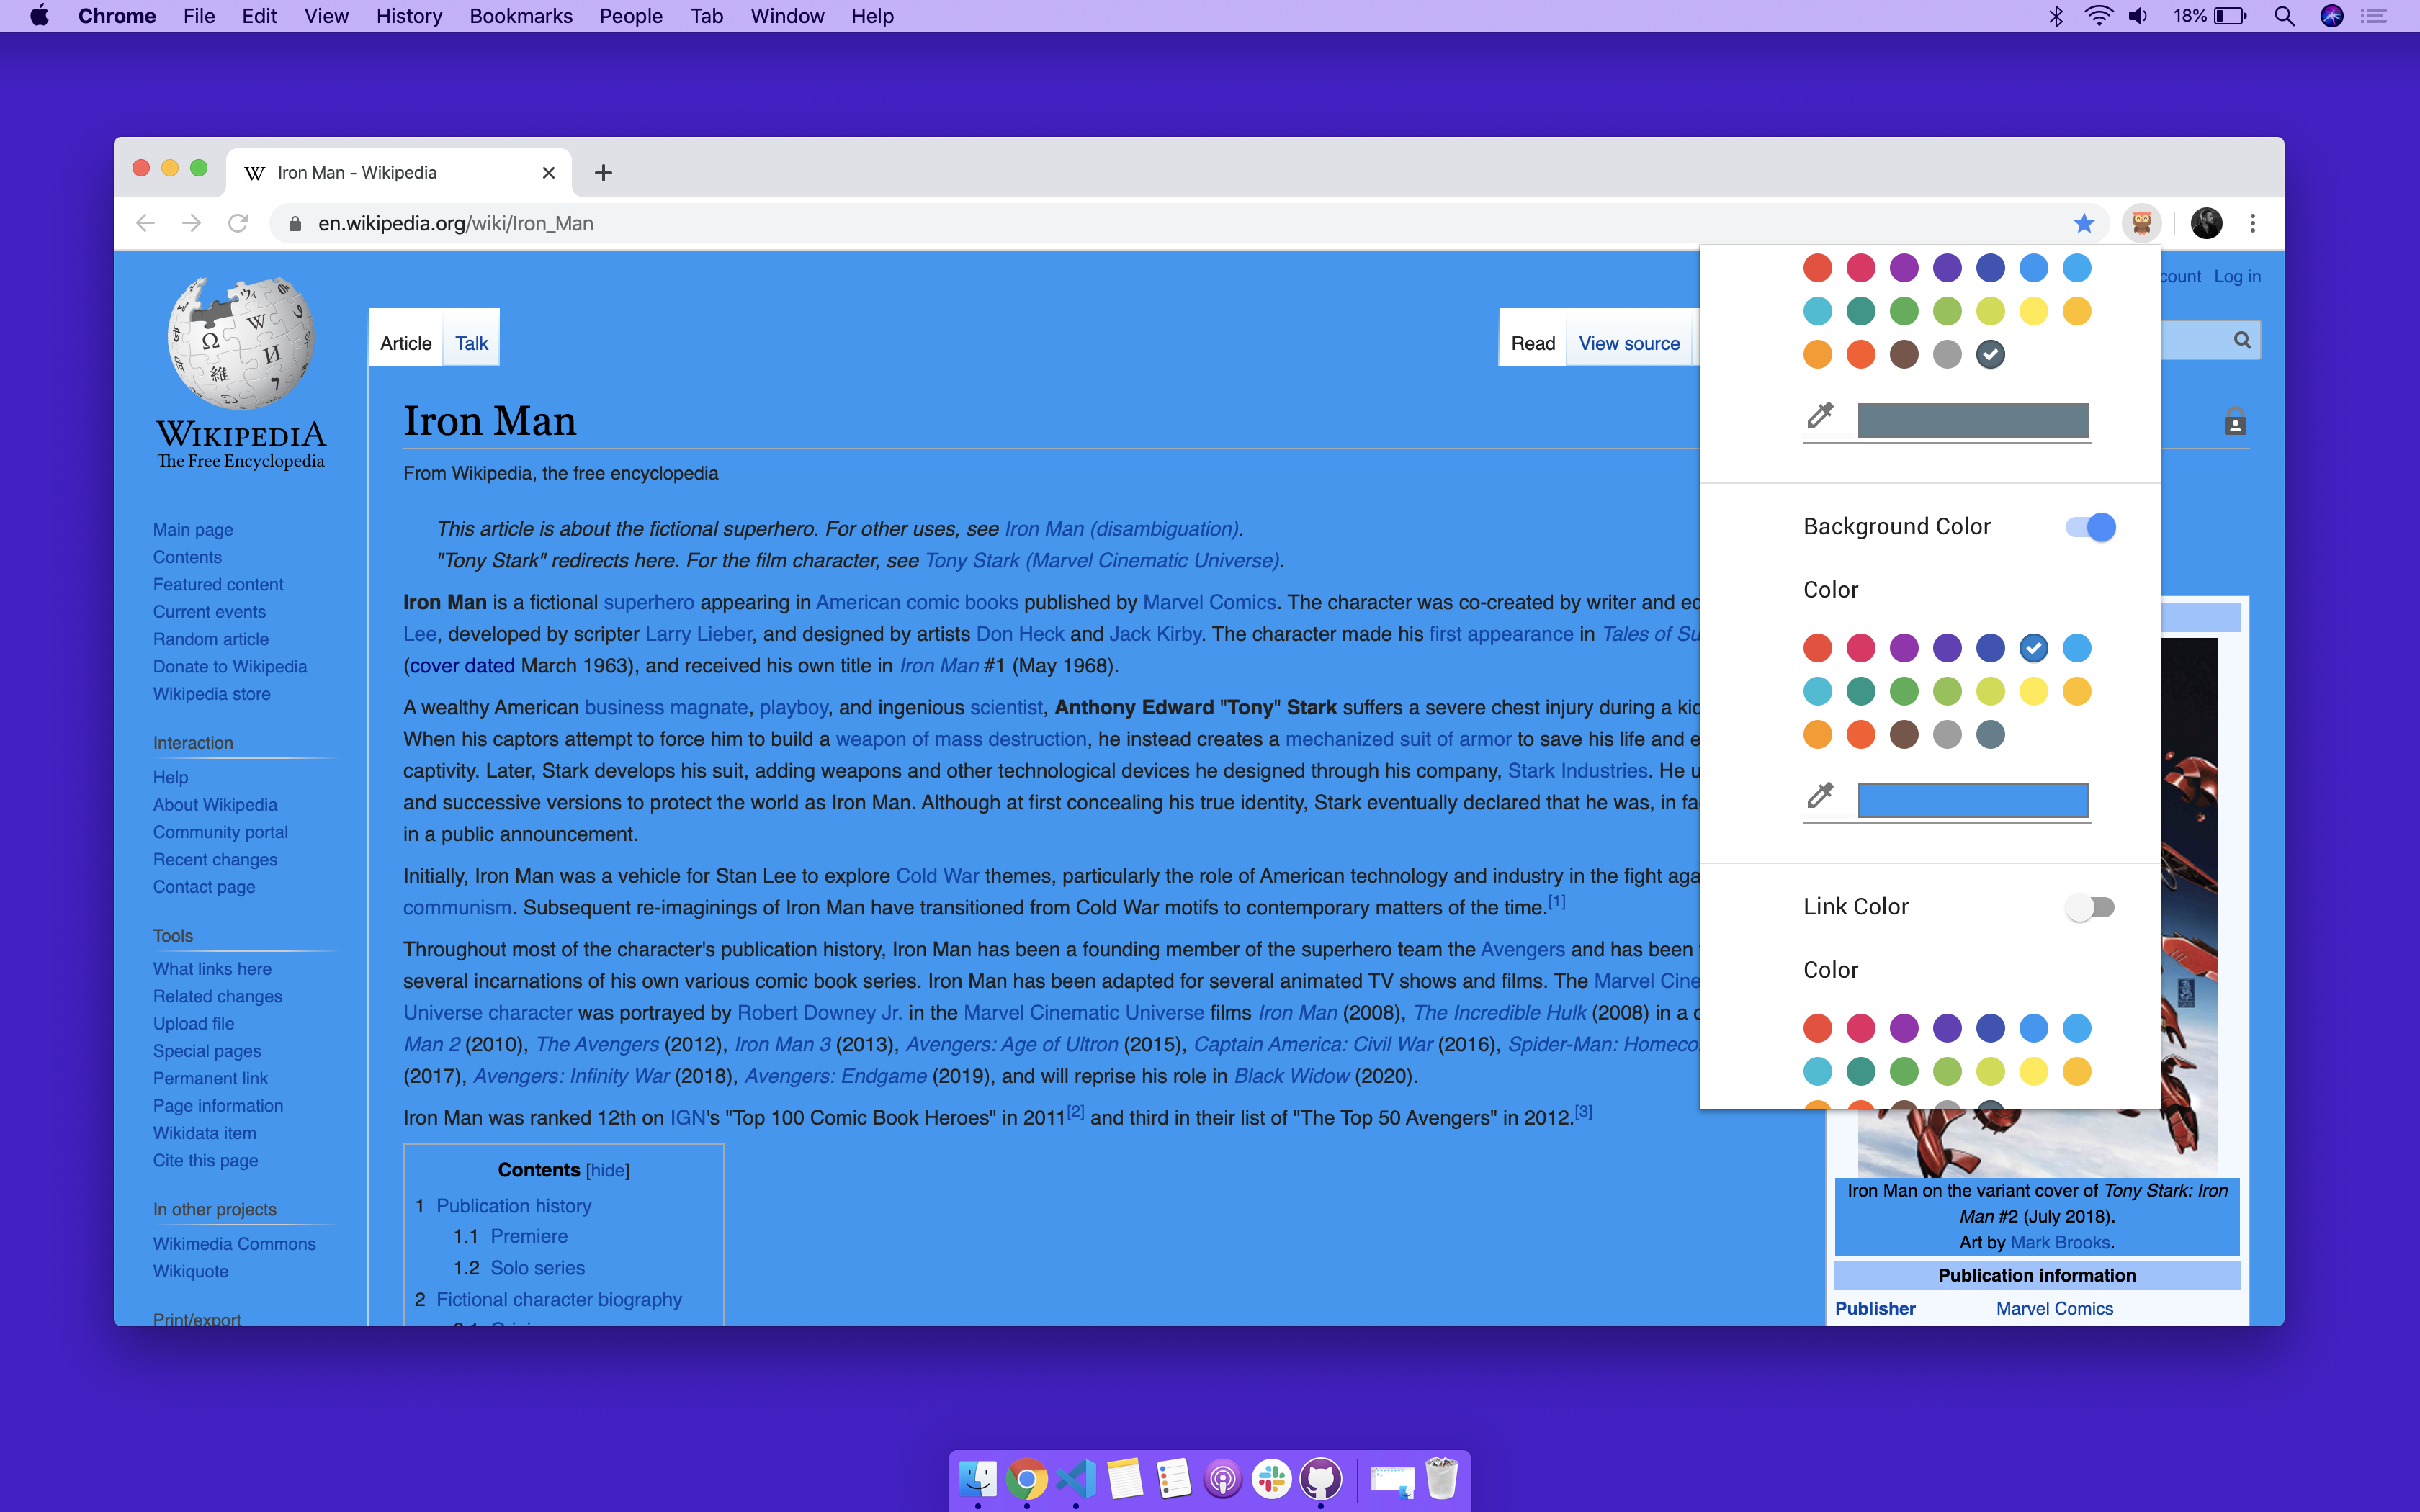 Chrome File Edit View History Bookmarks People Tab Window Help
18%
W Iron Man - Wikipedia
en.wikipedia.org/wiki/Iron_Man
count Log in
WIKIPEDIA
The Free Encyclopedia
Article Talk
Read View source
Iron Man
From Wikipedia, the free encyclopedia
This article is about the fictional superhero. For other uses, see Iron Man (disambiguation).
"Tony Stark" redirects here. For the film character, see Tony Stark (Marvel Cinematic Universe).
Iron Man is a fictional superhero appearing in American comic books published by Marvel Comics. The character was co-created by writer and ed
Lee, developed by scripter Larry Lieber, and designed by artists Don Heck and Jack Kirby. The character made his first appearance in Tales of Su
(cover dated March 1963), and received his own title in Iron Man #1 (May 1968).
A wealthy American business magnate, playboy, and ingenious scientist, Anthony Edward "Tony" Stark suffers a severe chest injury during a kid
When his captors attempt to force him to build a weapon of mass destruction, he instead creates a mechanized suit of armor to save his life and e
captivity. Later, Stark develops his suit, adding weapons and other technological devices he designed through his company, Stark Industries. He u
and successive versions to protect the world as Iron Man. Although at first concealing his true identity, Stark eventually declared that he was, in fa
in a public announcement.
Initially, Iron Man was a vehicle for Stan Lee to explore Cold War themes, particularly the role of American technology and industry in the fight aga
communism. Subsequent re-imaginings of Iron Man have transitioned from Cold War motifs to contemporary matters of the time.[1]
Throughout most of the character's publication history, Iron Man has been a founding member of the superhero team the Avengers and has been
several incarnations of his own various comic book series. Iron Man has been adapted for several animated TV shows and films. The Marvel Cine
Universe character was portrayed by Robert Downey Jr. in the Marvel Cinematic Universe films Iron Man (2008), The Incredible Hulk (2008) in a c
Man 2 (2010), The Avengers (2012), Iron Man 3 (2013), Avengers: Age of Ultron (2015), Captain America: Civil War (2016), Spider-Man: Homeco
(2017), Avengers: Infinity War (2018), Avengers: Endgame (2019), and will reprise his role in Black Widow (2020).
Iron Man was ranked 12th on IGN's "Top 100 Comic Book Heroes" in 2011[2] and third in their list of "The Top 50 Avengers" in 2012.[3]
Contents [hide]
1 Publication history
1.1 Premiere
1.2 Solo series
2 Fictional character biography
Main page
Contents
Featured content
Current events
Random article
Donate to Wikipedia
Wikipedia store
Interaction
Help
About Wikipedia
Community portal
Recent changes
Contact page
Tools
What links here
Related changes
Upload file
Special pages
Permanent link
Page information
Wikidata item
Cite this page
In other projects
Wikimedia Commons
Wikiquote
Print/export
Background Color
Color
Link Color
Color
Iron Man on the variant cover of Tony Stark: Iron
Man #2 (July 2018).
Art by Mark Brooks.
Publication information
Publisher Marvel Comics